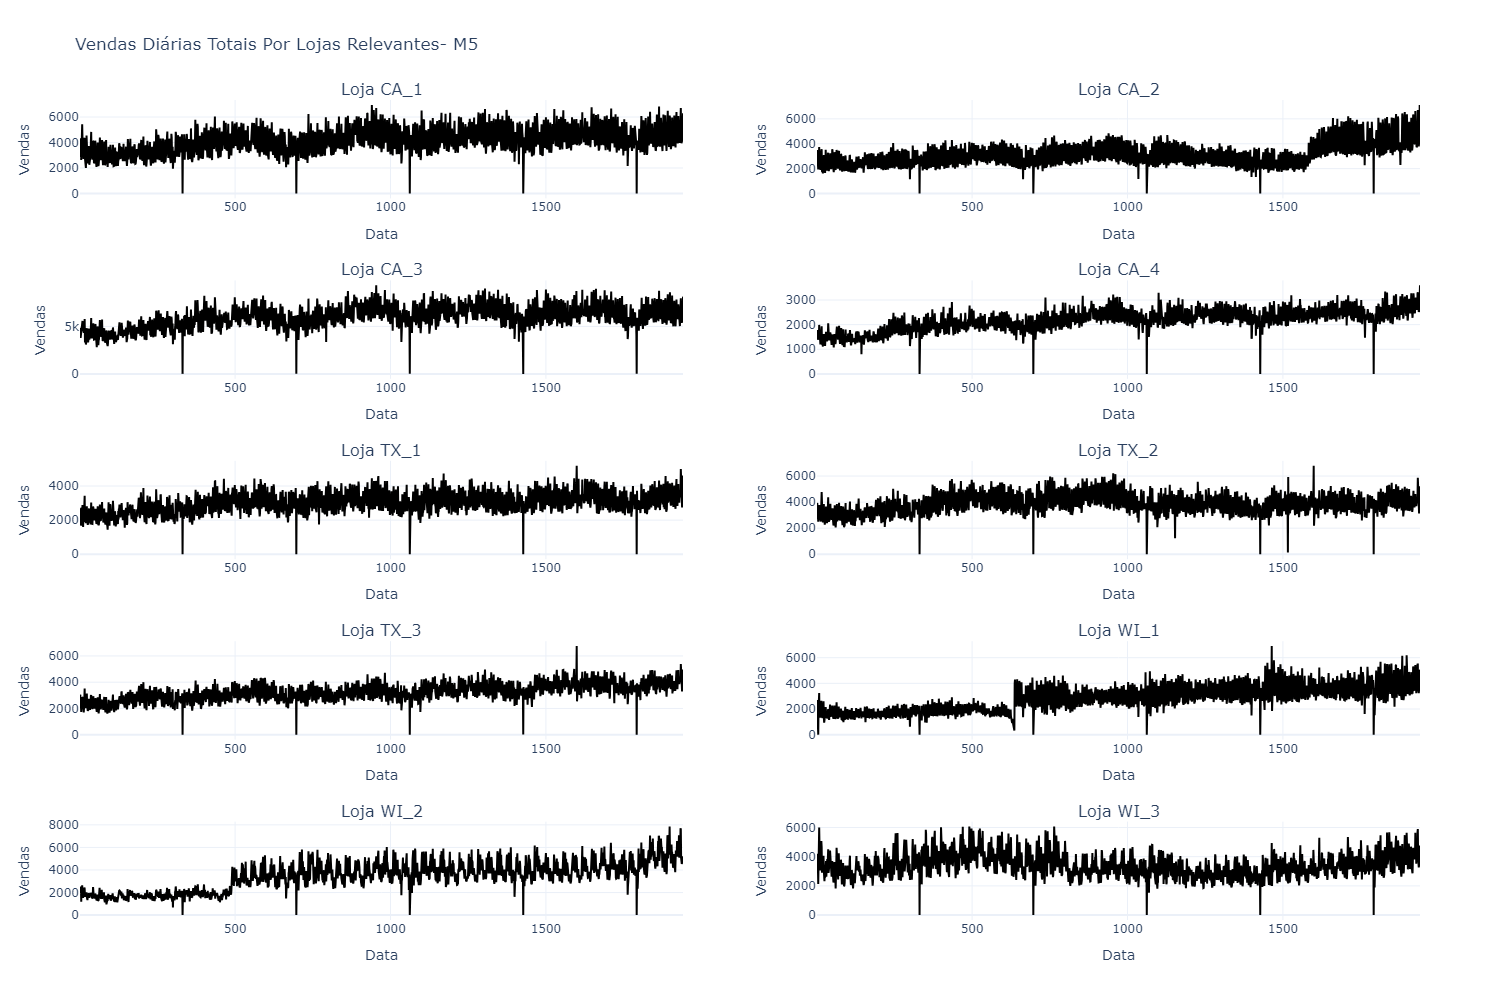 Vendas Diárias Totais Por Lojas Relevantes- M5
Loja CA_1
Vendas
6000
4000
2000
0
500
1000
1500
Data
Loja CA_2
Vendas
6000
4000
2000
0
500
1000
1500
Data
Loja CA_3
Vendas
5k
0
500
1000
1500
Data
Loja CA_4
Vendas
3000
2000
1000
0
500
1000
1500
Data
Loja TX_1
Vendas
4000
2000
0
500
1000
1500
Data
Loja TX_2
Vendas
6000
4000
2000
0
500
1000
1500
Data
Loja TX_3
Vendas
6000
4000
2000
0
500
1000
1500
Data
Loja WI_1
Vendas
6000
4000
2000
0
500
1000
1500
Data
Loja WI_2
Vendas
8000
6000
4000
2000
0
500
1000
1500
Data
Loja WI_3
Vendas
6000
4000
2000
0
500
1000
1500
Data